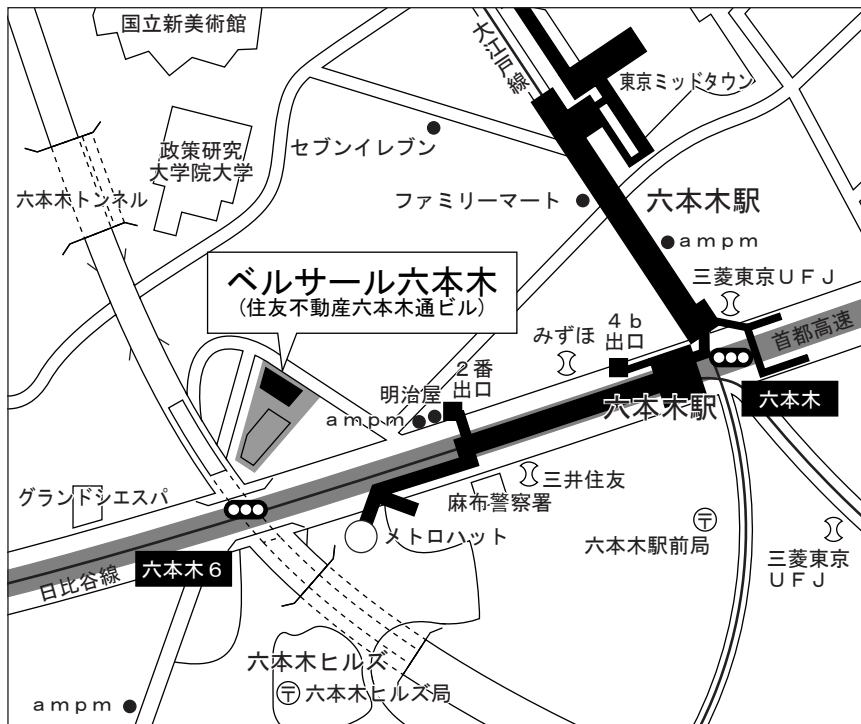 国立新美術館
大江戸線
東京ミッドタウン
セブンイレブン
政策研究
大学院大学
六本木トンネル
ファミリーマート
六本木駅
ａｍｐｍ
ベルサール六本木
(住友不動産六本木通ビル)
三菱東京ＵＦＪ
首都高速
４ｂ
出口
みずほ
２番
出口
明治屋
ａｍｐｍ
六本木駅
六本木
グランドシエスパ
三井住友
麻布警察署
メトロハット
六本木駅前局
三菱東京
ＵＦＪ
日比谷線
六本木６
六本木ヒルズ
〒六本木ヒルズ局
ａｍｐｍ